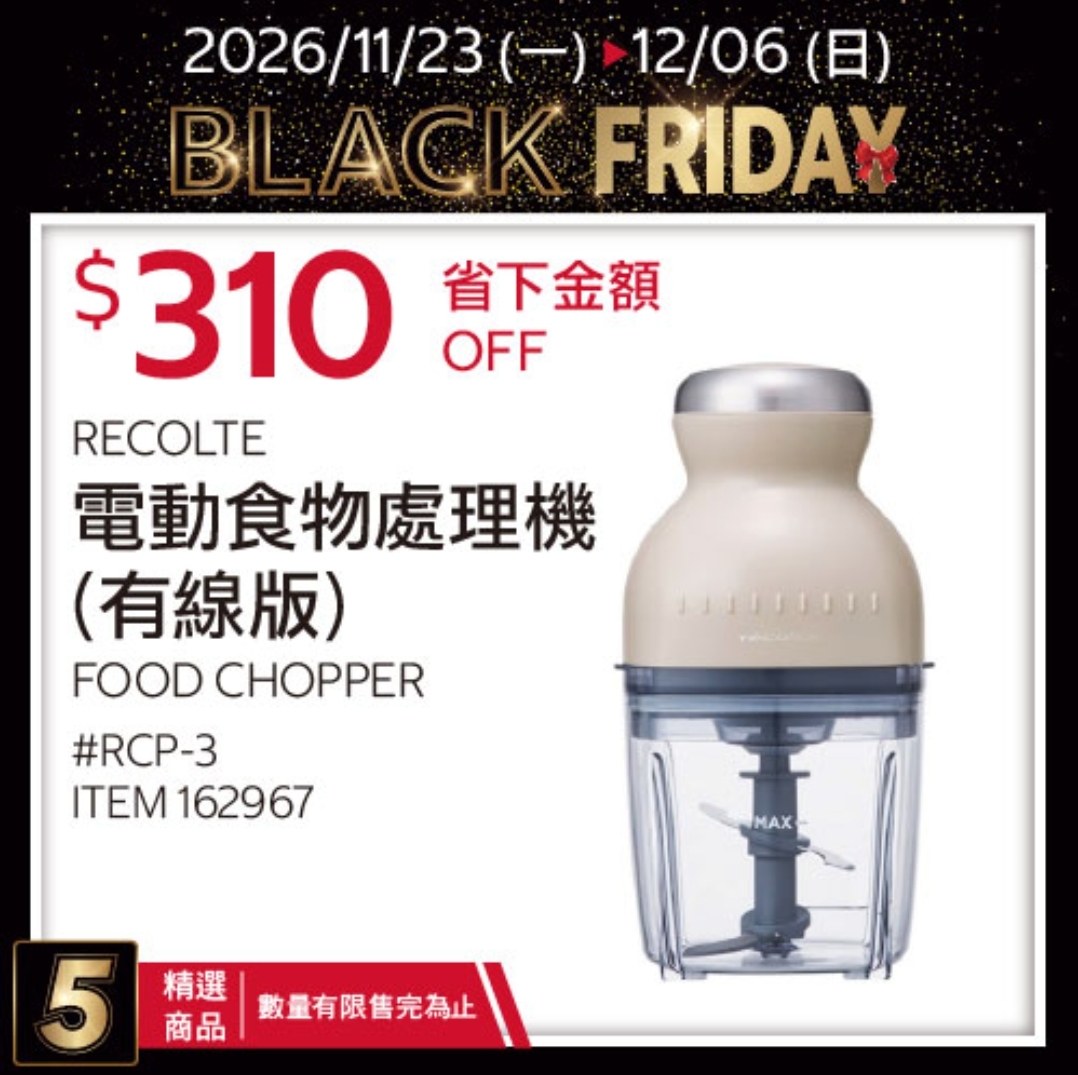 2026/11/23 (一) ▶ 12/06 (日)
BLACK FRIDAY
$310 省下金額
OFF
RECOLTE
電動食物處理機
(有線版)
FOOD CHOPPER
#RCP-3
ITEM 162967
récolte
MAX
5 精選
商品
數量有限售完為止